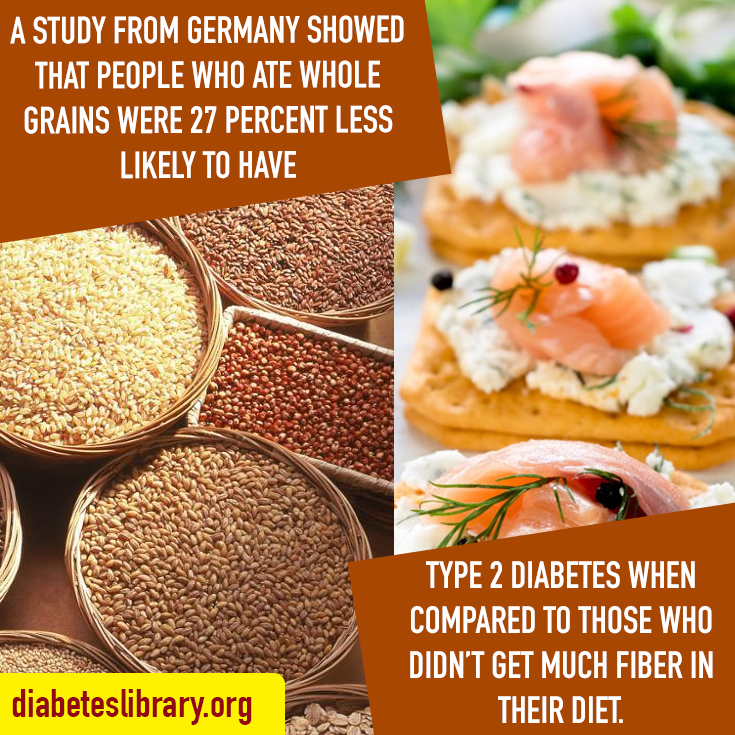 A STUDY FROM GERMANY SHOWED
THAT PEOPLE WHO ATE WHOLE
GRAINS WERE 27 PERCENT LESS
LIKELY TO HAVE
TYPE 2 DIABETES WHEN
COMPARED TO THOSE WHO
DIDN'T GET MUCH FIBER IN
THEIR DIET.
diabeteslibrary.org